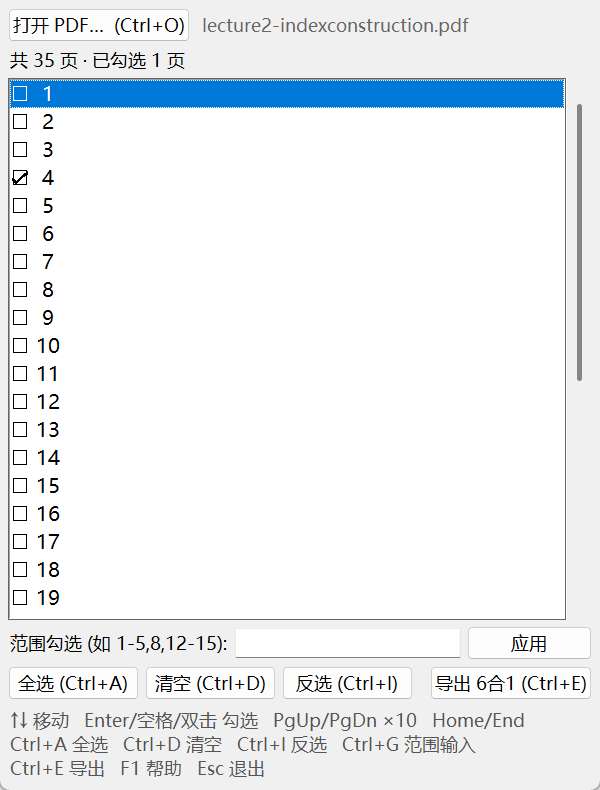 打开 PDF... (Ctrl+O) lecture2-indexconstruction.pdf
共 35 页 · 已勾选 1 页
1
2
3
4
5
6
7
8
9
10
11
12
13
14
15
16
17
18
19
范围勾选 (如 1-5,8,12-15): 应用
全选 (Ctrl+A) 清空 (Ctrl+D) 反选 (Ctrl+I) 导出 6合1 (Ctrl+E)
↑↓ 移动 Enter/空格/双击 勾选 PgUp/PgDn ×10 Home/End
Ctrl+A 全选 Ctrl+D 清空 Ctrl+I 反选 Ctrl+G 范围输入
Ctrl+E 导出 F1 帮助 Esc 退出